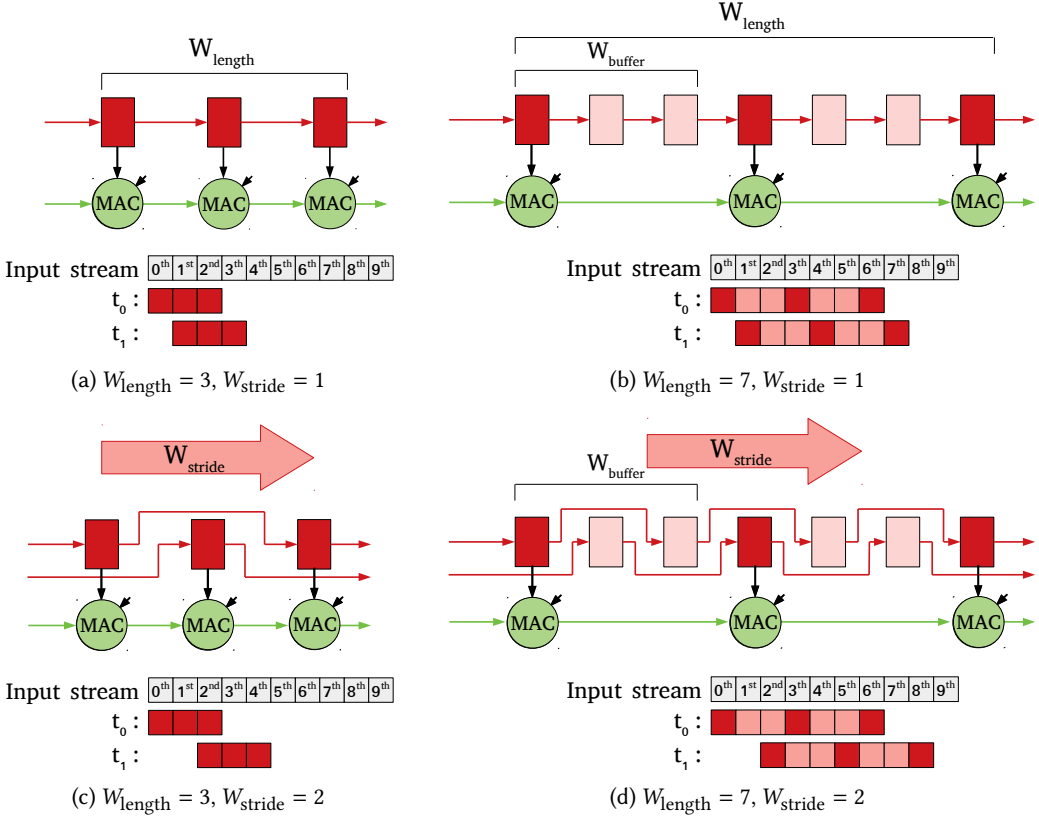 W_length
MAC MAC MAC
Input stream 0th 1st 2nd 3th 4th 5th 6th 7th 8th 9th
t0 :
t1 :
(a) W_length = 3, W_stride = 1
W_length
W_buffer
MAC MAC MAC
Input stream 0th 1st 2nd 3th 4th 5th 6th 7th 8th 9th
t0 :
t1 :
(b) W_length = 7, W_stride = 1
W_stride
MAC MAC MAC
Input stream 0th 1st 2nd 3th 4th 5th 6th 7th 8th 9th
t0 :
t1 :
(c) W_length = 3, W_stride = 2
W_stride
W_buffer
MAC MAC MAC
Input stream 0th 1st 2nd 3th 4th 5th 6th 7th 8th 9th
t0 :
t1 :
(d) W_length = 7, W_stride = 2